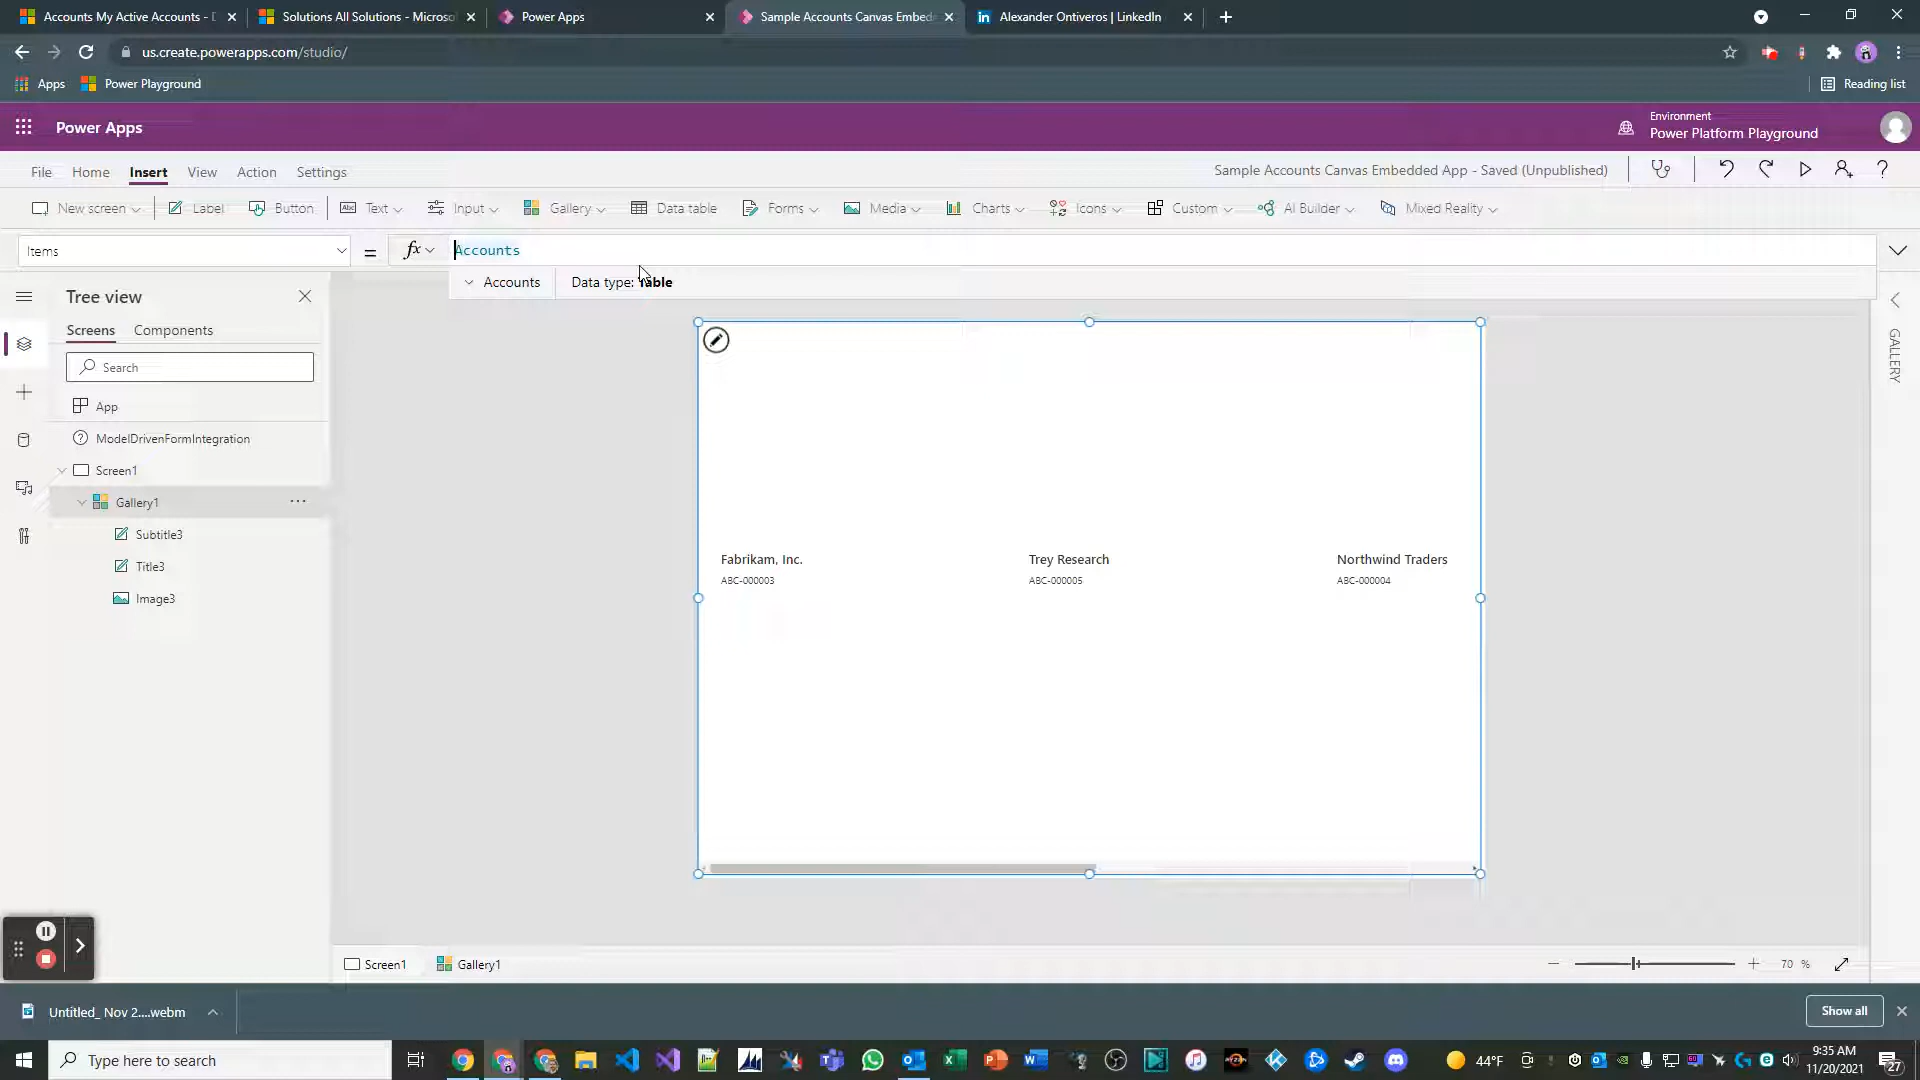 Accounts My Active Accounts - D
Solutions All Solutions - Microso
Power Apps
Sample Accounts Canvas Embed
Alexander Ontiveros | LinkedIn
us.create.powerapps.com/studio/
Apps
Power Playground
Reading list
Power Apps
Environment
Power Platform Playground
File
Home
Insert
View
Action
Settings
Sample Accounts Canvas Embedded App - Saved (Unpublished)
New screen
Label
Button
Abc
Text
Input
Gallery
Data table
Forms
Media
Charts
Icons
Custom
AI Builder
Mixed Reality
Items
=
fx
Accounts
Accounts
Data type: Table
Tree view
Screens
Components
Search
App
ModelDrivenFormIntegration
Screen1
Gallery1
Subtitle3
Title3
Image3
GALLERY
Fabrikam, Inc.
ABC-000003
Trey Research
ABC-000005
Northwind Traders
ABC-000004
Screen1
Gallery1
70 %
Untitled_ Nov 2....webm
Show all
Type here to search
44°F
9:35 AM
11/20/2021
27